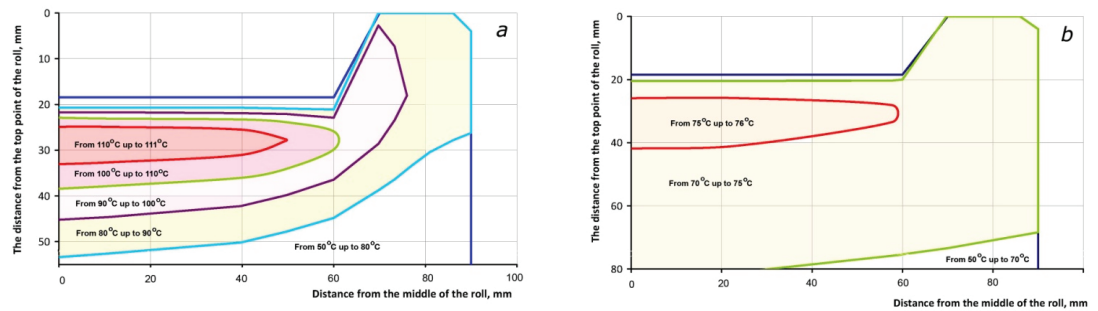 a
The distance from the top point of the roll, mm
0
10
20
30
40
50
From 110°C up to 111°C
From 100°C up to 110°C
From 90°C up to 100°C
From 80°C up to 90°C
From 50°C up to 80°C
0
20
40
60
80
100
Distance from the middle of the roll, mm
b
The distance from the top point of the roll, mm
0
20
40
60
80
From 75°C up to 76°C
From 70°C up to 75°C
From 50°C up to 70°C
0
20
40
60
80
Distance from the middle of the roll, mm